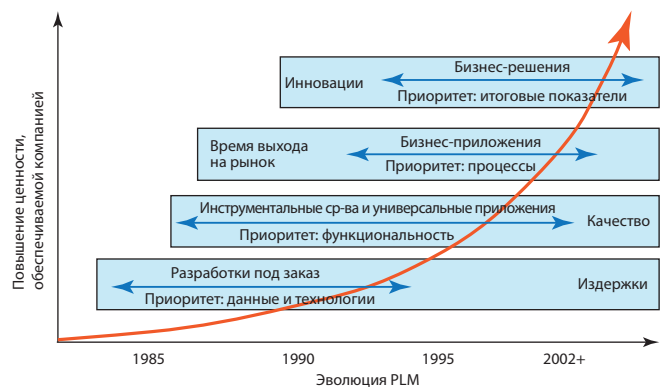 Повышение ценности,
обеспечиваемой компанией
Инновации
Бизнес-решения
Приоритет: итоговые показатели
Время выхода
на рынок
Бизнес-приложения
Приоритет: процессы
Инструментальные ср-ва и универсальные приложения
Приоритет: функциональность
Качество
Разработки под заказ
Приоритет: данные и технологии
Издержки
1985 1990 1995 2002+
Эволюция PLM